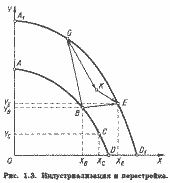 Y
A₁
G
A
K
Y_E
Y_B
B
E
Y_C
C
O
X_B
X_C
D
X_E
D₁
X
Рис. 1.3. Индустриализация и перестройка.